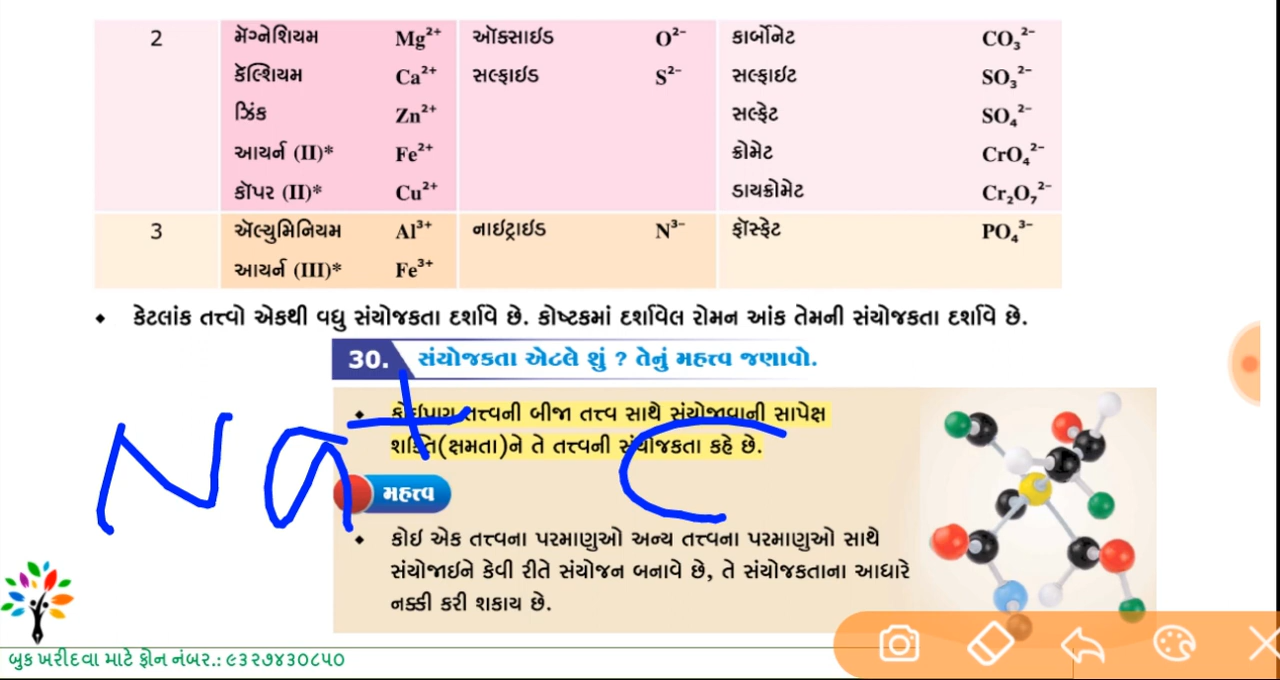 2 મૅગ્નેશિયમ Mg²⁺ ઑક્સાઇડ O²⁻ કાર્બોનેટ CO₃²⁻
કૅલ્શિયમ Ca²⁺ સલ્ફાઇડ S²⁻ સલ્ફાઇટ SO₃²⁻
ઝિંક Zn²⁺ સલ્ફેટ SO₄²⁻
આયર્ન (II)* Fe²⁺ ક્રોમેટ CrO₄²⁻
કૉપર (II)* Cu²⁺ ડાયક્રોમેટ Cr₂O₇²⁻
3 ઍલ્યુમિનિયમ Al³⁺ નાઇટ્રાઇડ N³⁻ ફૉસ્ફેટ PO₄³⁻
આયર્ન (III)* Fe³⁺
• કેટલાંક તત્ત્વો એકથી વધુ સંયોજકતા દર્શાવે છે. કોષ્ટકમાં દર્શાવેલ રોમન આંક તેમની સંયોજકતા દર્શાવે છે.
30. સંયોજકતા એટલે શું ? તેનું મહત્ત્વ જણાવો.
• કોઈપણ તત્ત્વની બીજા તત્ત્વ સાથે સંયોજાવાની સાપેક્ષ
શક્તિ(ક્ષમતા)ને તે તત્ત્વની સંયોજકતા કહે છે.
Na⁺ C
મહત્ત્વ
• કોઈ એક તત્ત્વના પરમાણુઓ અન્ય તત્ત્વના પરમાણુઓ સાથે
સંયોજાઇને કેવી રીતે સંયોજન બનાવે છે, તે સંયોજકતાના આધારે
નક્કી કરી શકાય છે.
બુક ખરીદવા માટે ફોન નંબર.: ૯૩૨૭૪૩૦૮૫૦